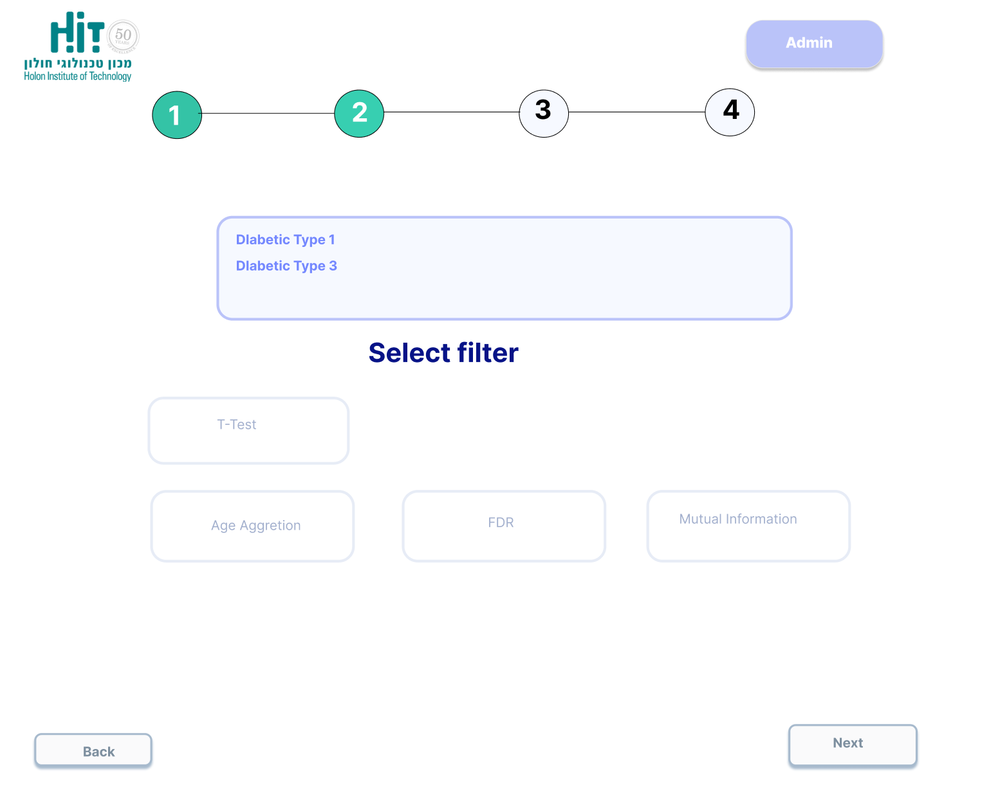 50
YEARS
OF EXCELLENCE
מכון טכנולוגי חולון
Holon Institute of Technology
Admin
1
2
3
4
DIabetic Type 1
DIabetic Type 3
Select filter
T-Test
Age Aggretion
FDR
Mutual Information
Back
Next